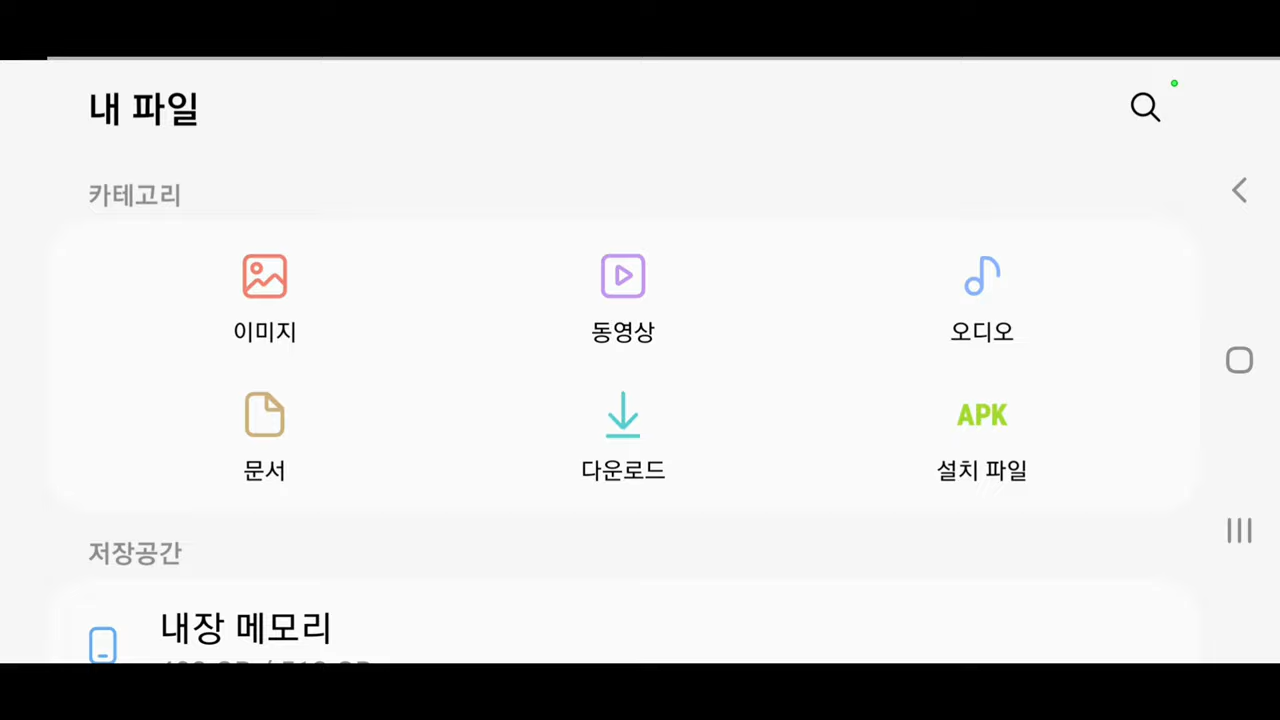 내 파일
카테고리
이미지
동영상
오디오
문서
다운로드
APK
설치 파일
저장공간
내장 메모리